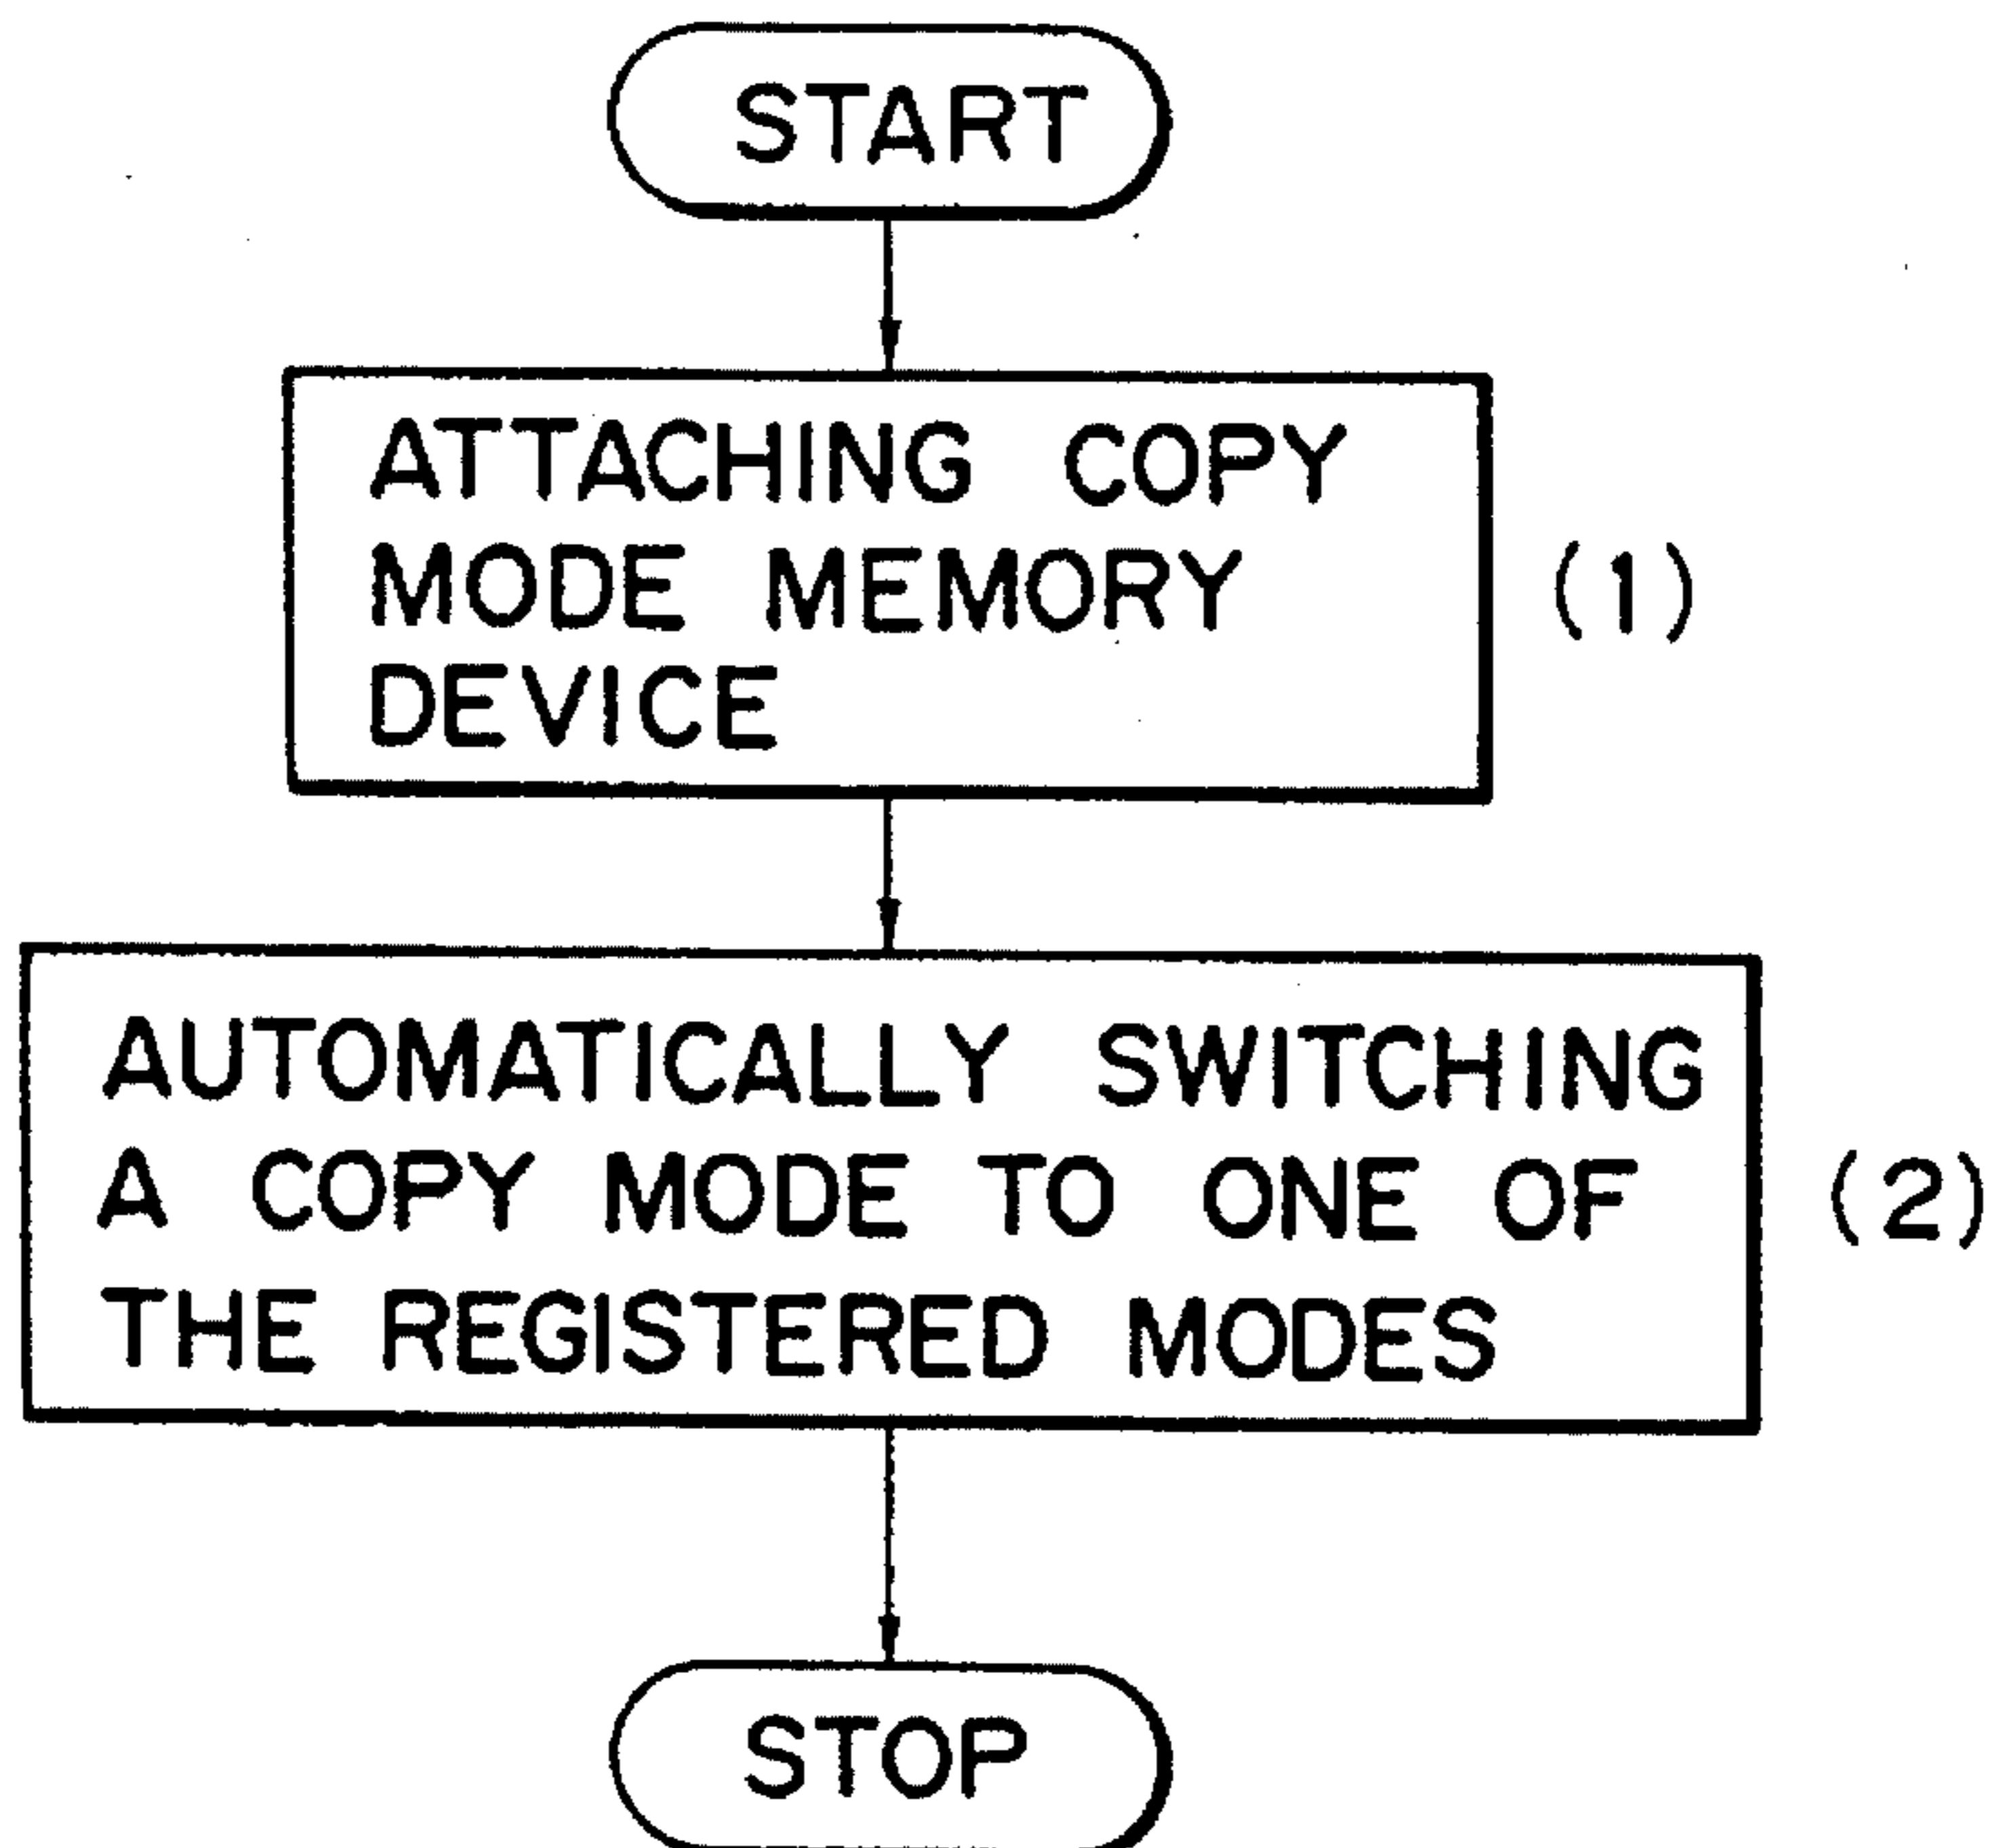 START
ATTACHING COPY
MODE MEMORY
DEVICE
(1)
AUTOMATICALLY SWITCHING
A COPY MODE TO ONE OF
THE REGISTERED MODES
(2)
STOP